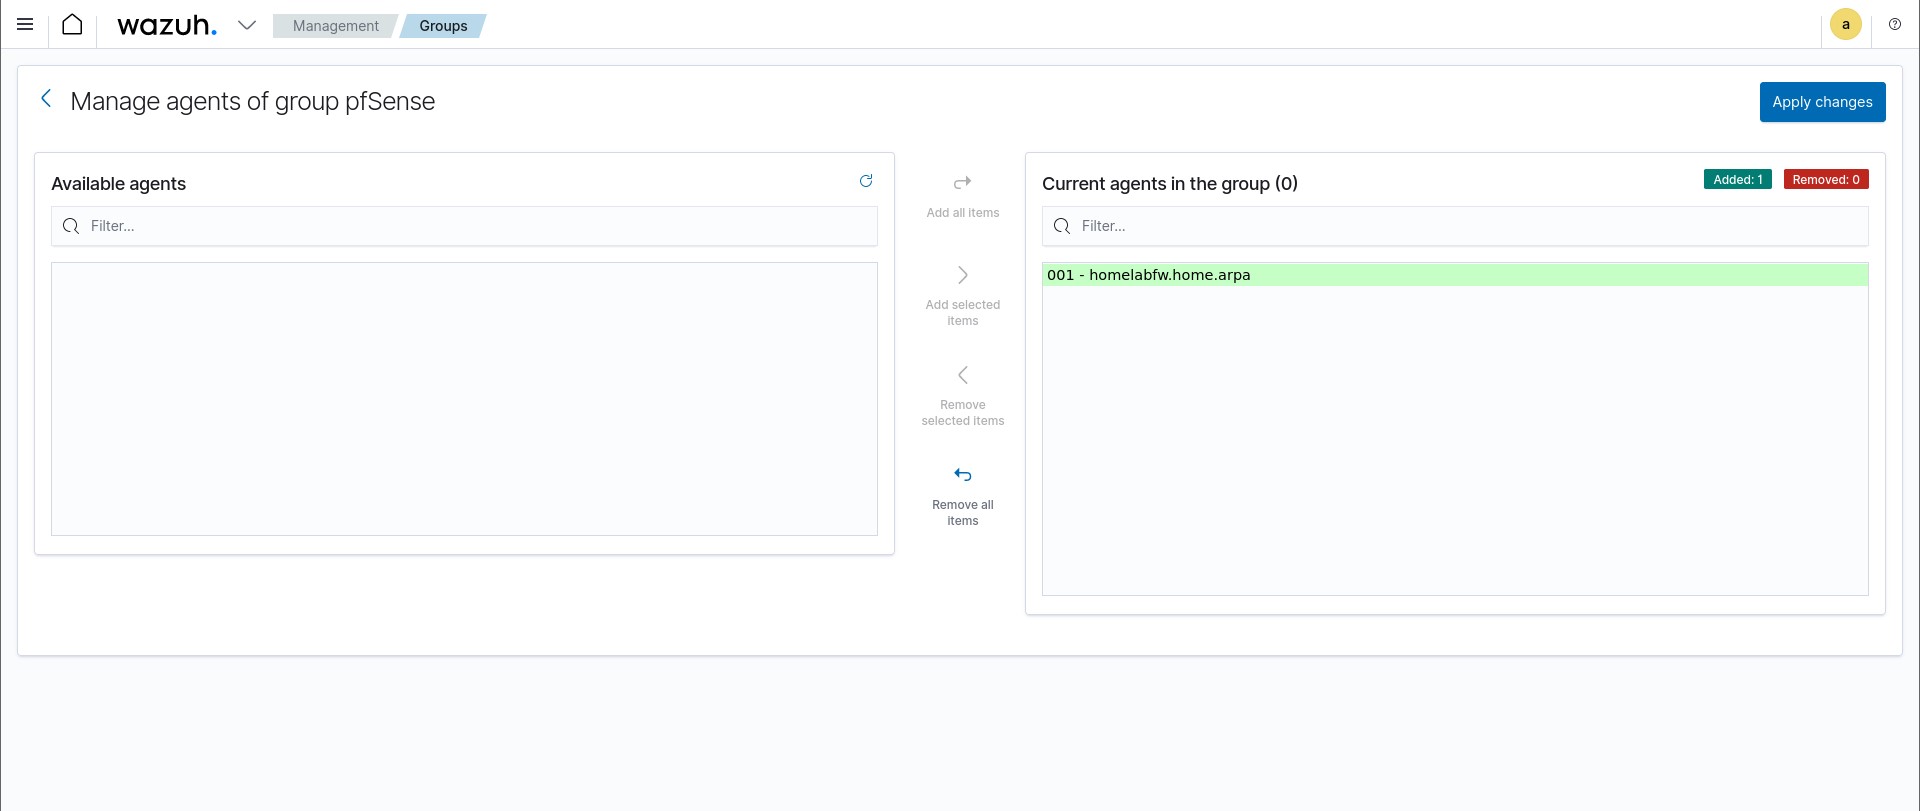 wazuh.
Management
Groups
a
Manage agents of group pfSense
Apply changes
Available agents
Filter...
Add all items
Add selected
items
Remove
selected items
Remove all
items
Current agents in the group (0)
Added: 1
Removed: 0
Filter...
001 - homelabfw.home.arpa